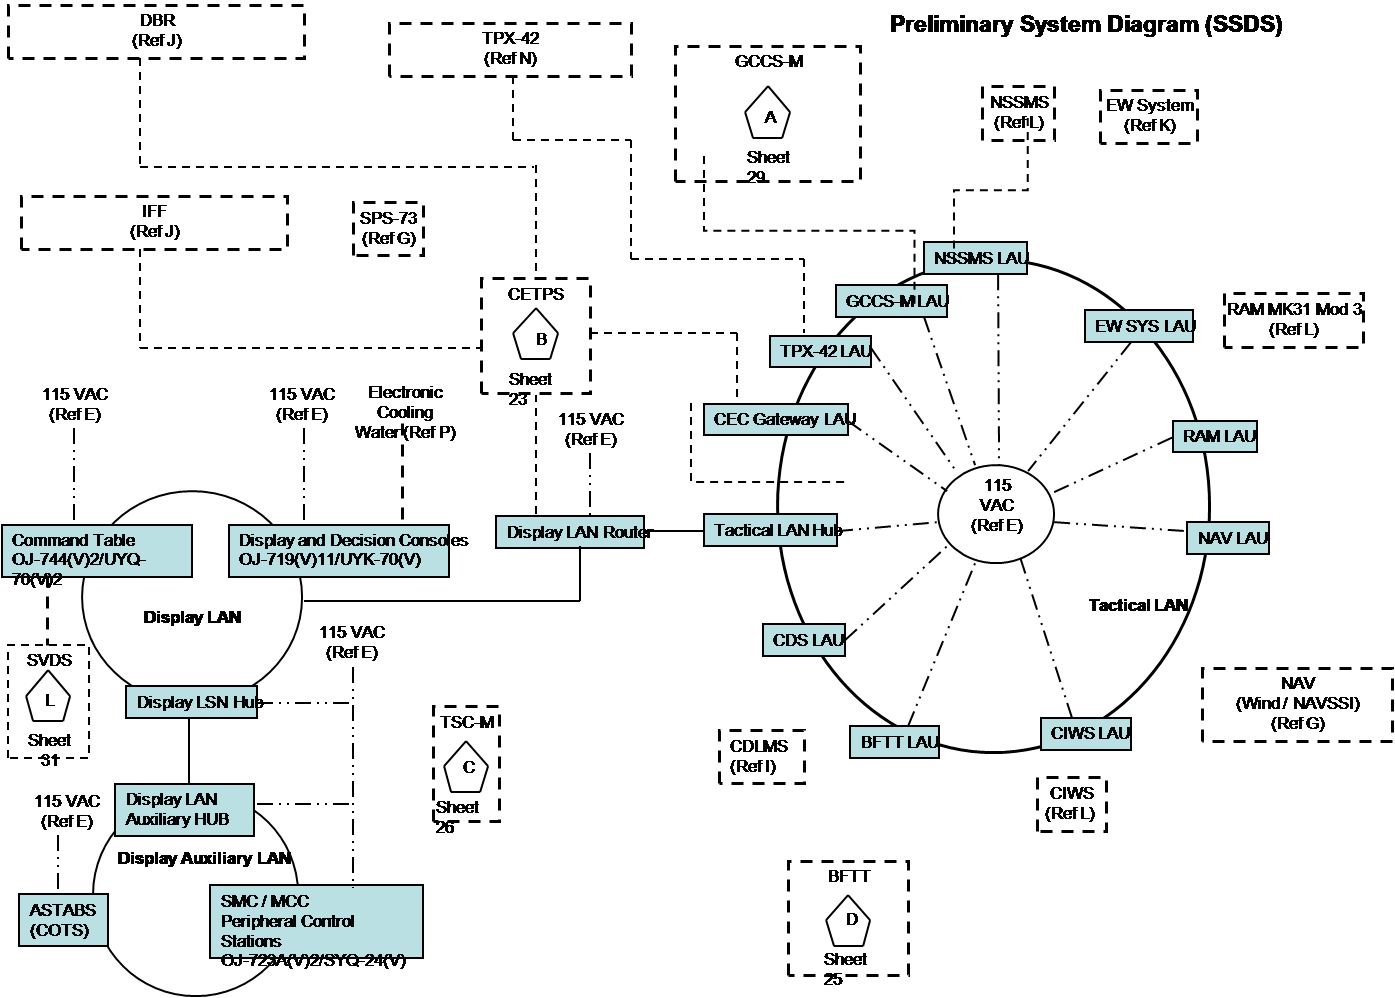 Preliminary System Diagram (SSDS)
DBR
(Ref J)
TPX-42
(Ref N)
GCCS-M
A
Sheet
29
NSSMS
(Ref L)
EW System
(Ref K)
IFF
(Ref J)
SPS-73
(Ref G)
CETPS
B
Sheet
23
NSSMS LAU
GCCS-M LAU
EW SYS LAU
RAM MK31 Mod 3
(Ref L)
TPX-42 LAU
CEC Gateway LAU
RAM LAU
115 VAC
(Ref E)
115 VAC
(Ref E)
Electronic
Cooling
Water (Ref P)
115 VAC
(Ref E)
115
VAC
(Ref E)
Command Table
OJ-744(V)2/UYQ-
70(V)2
Display and Decision Consoles
OJ-719(V)11/UYK-70(V)
Display LAN Router
Tactical LAN Hub
NAV LAU
Display LAN
Tactical LAN
115 VAC
(Ref E)
CDS LAU
SVDS
L
Sheet
31
Display LSN Hub
TSC-M
C
Sheet
26
BFTT LAU
CIWS LAU
NAV
(Wind / NAVSSI)
(Ref G)
CDLMS
(Ref I)
CIWS
(Ref L)
115 VAC
(Ref E)
Display LAN
Auxiliary HUB
Display Auxiliary LAN
ASTABS
(COTS)
SMC / MCC
Peripheral Control
Stations
OJ-723A(V)2/SYQ-24(V)
BFTT
D
Sheet
25